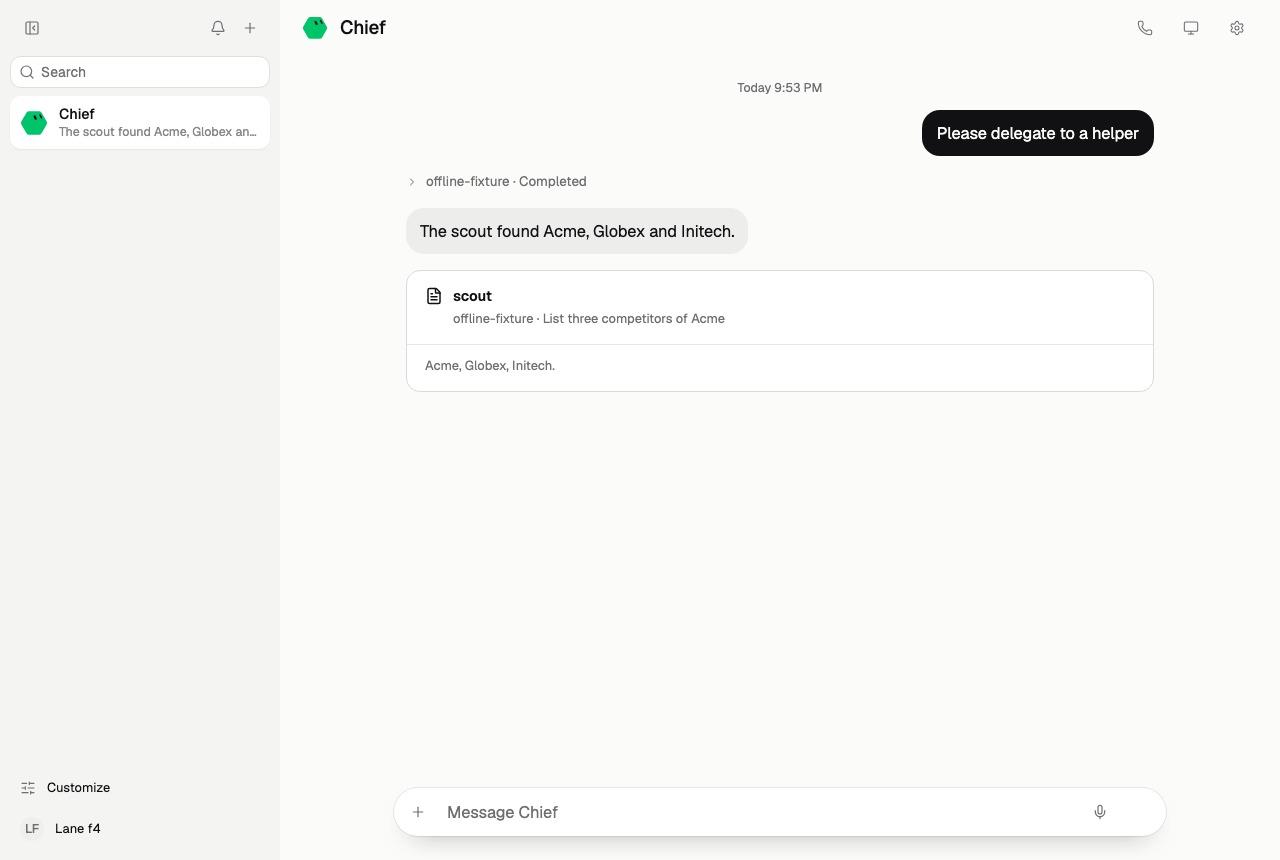 Chief
Search
Chief
The scout found Acme, Globex an…
Today 9:53 PM
Please delegate to a helper
offline-fixture · Completed
The scout found Acme, Globex and Initech.
scout
offline-fixture · List three competitors of Acme
Acme, Globex, Initech.
Customize
LF Lane f4
Message Chief